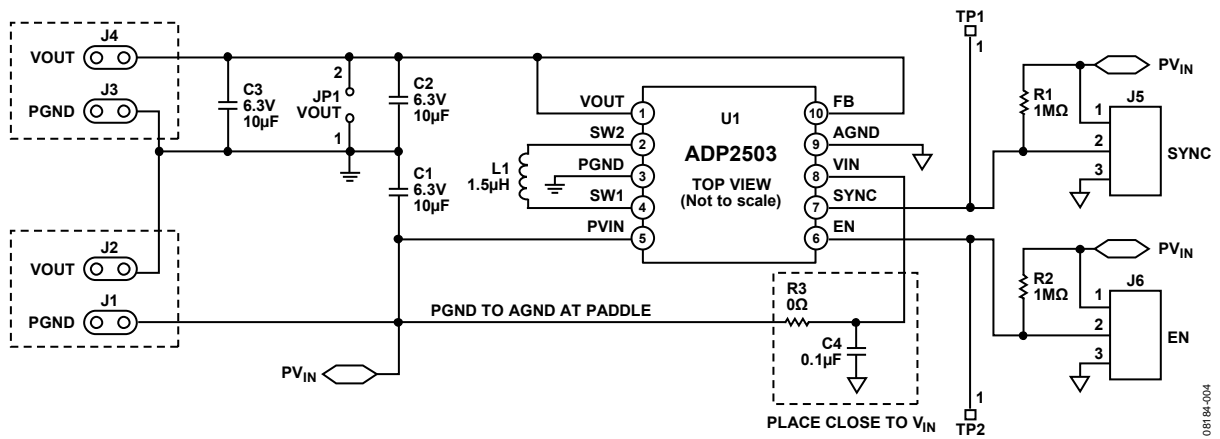 J4
VOUT
J3
PGND
J2
VOUT
J1
PGND
C3
6.3V
10µF
2
JP1
VOUT
1
C2
6.3V
10µF
C1
6.3V
10µF
L1
1.5µH
VOUT
SW2
PGND
SW1
PVIN
1
2
3
4
5
U1
ADP2503
TOP VIEW
(Not to scale)
10
9
8
7
6
FB
AGND
VIN
SYNC
EN
TP1
1
R1
1MΩ
PVIN
J5
1
2
3
SYNC
R2
1MΩ
PVIN
J6
1
2
3
EN
1
TP2
PGND TO AGND AT PADDLE
R3
0Ω
C4
0.1µF
PLACE CLOSE TO VIN
PVIN
08184-004